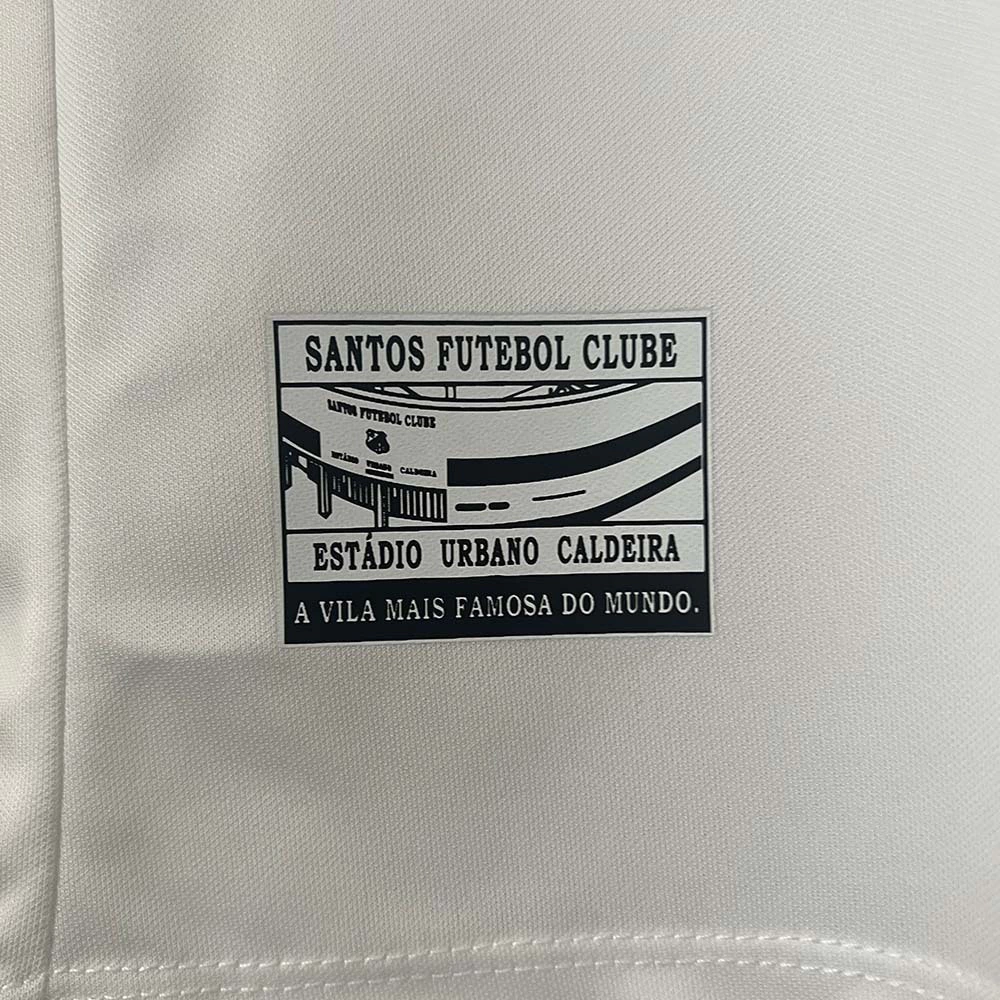 SANTOS FUTEBOL CLUBE
SANTOS FUTEBOL CLUBE
ESTÁDIO URBANO CALDEIRA
ESTÁDIO URBANO CALDEIRA
A VILA MAIS FAMOSA DO MUNDO.